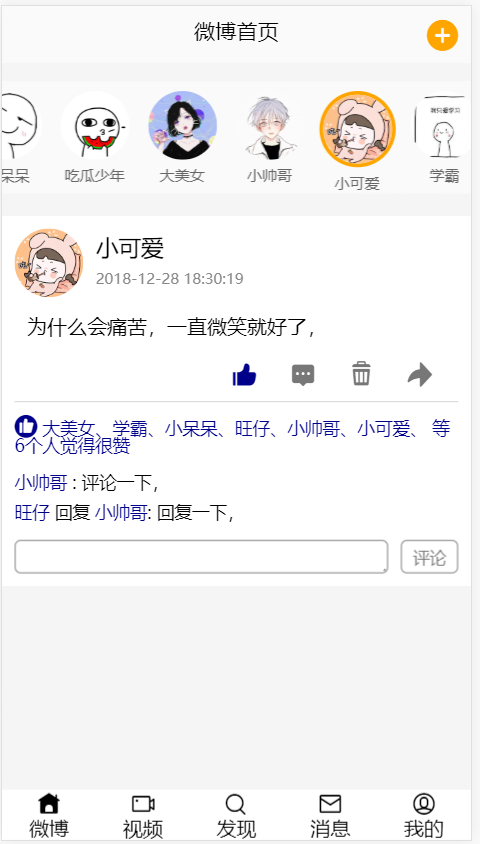 微博首页
呆呆
吃瓜少年
大美女
小帅哥
小可爱
学霸
小可爱
2018-12-28 18:30:19
为什么会痛苦，一直微笑就好了，
大美女、学霸、小呆呆、旺仔、小帅哥、小可爱、 等
6个人觉得很赞
小帅哥 : 评论一下，
旺仔 回复 小帅哥: 回复一下，
评论
微博
视频
发现
消息
我的